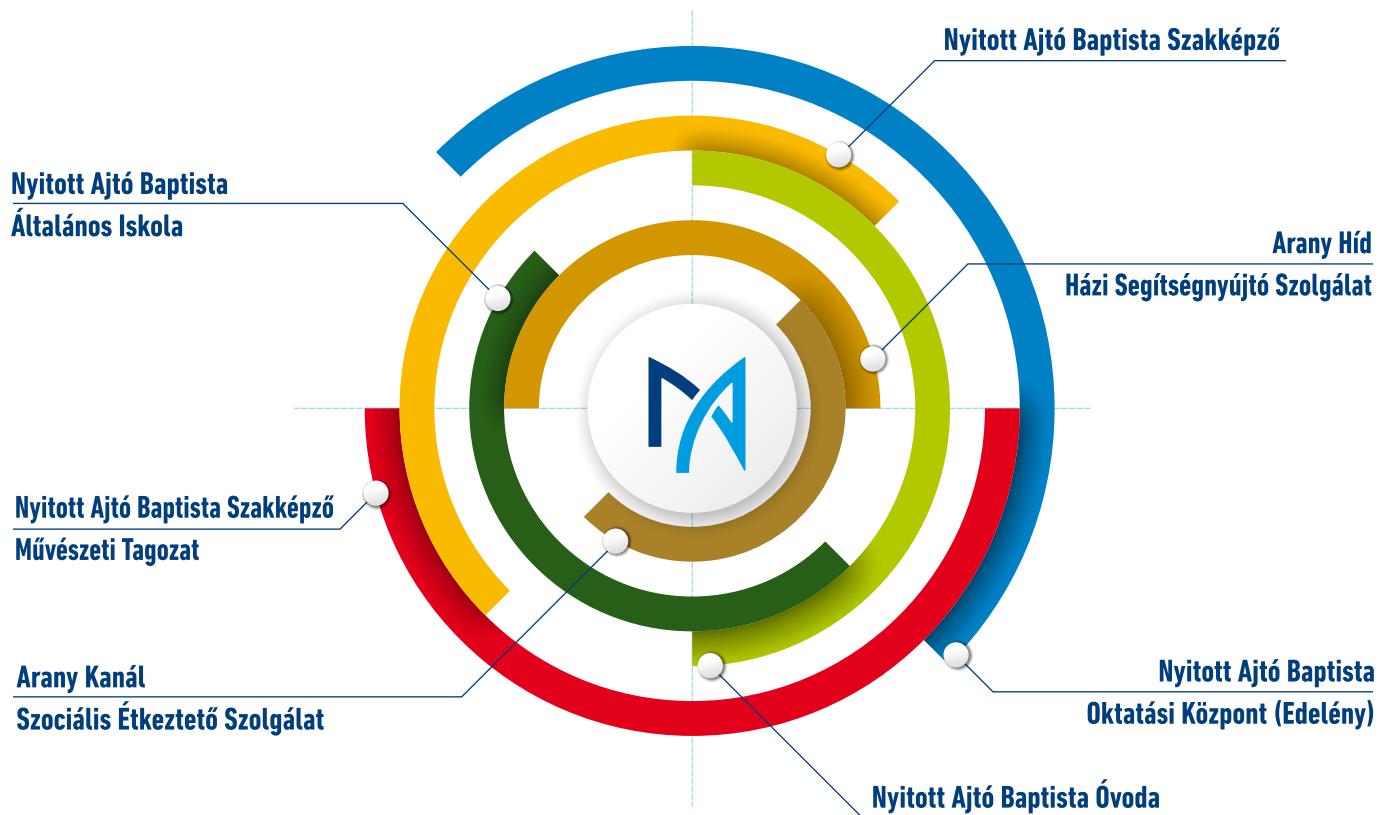 Nyitott Ajtó Baptista Szakképző
Nyitott Ajtó Baptista
Általános Iskola
Arany Híd
Házi Segítségnyújtó Szolgálat
Nyitott Ajtó Baptista Szakképző
Művészeti Tagozat
Arany Kanál
Szociális Étkeztető Szolgálat
Nyitott Ajtó Baptista
Oktatási Központ (Edelény)
Nyitott Ajtó Baptista Óvoda